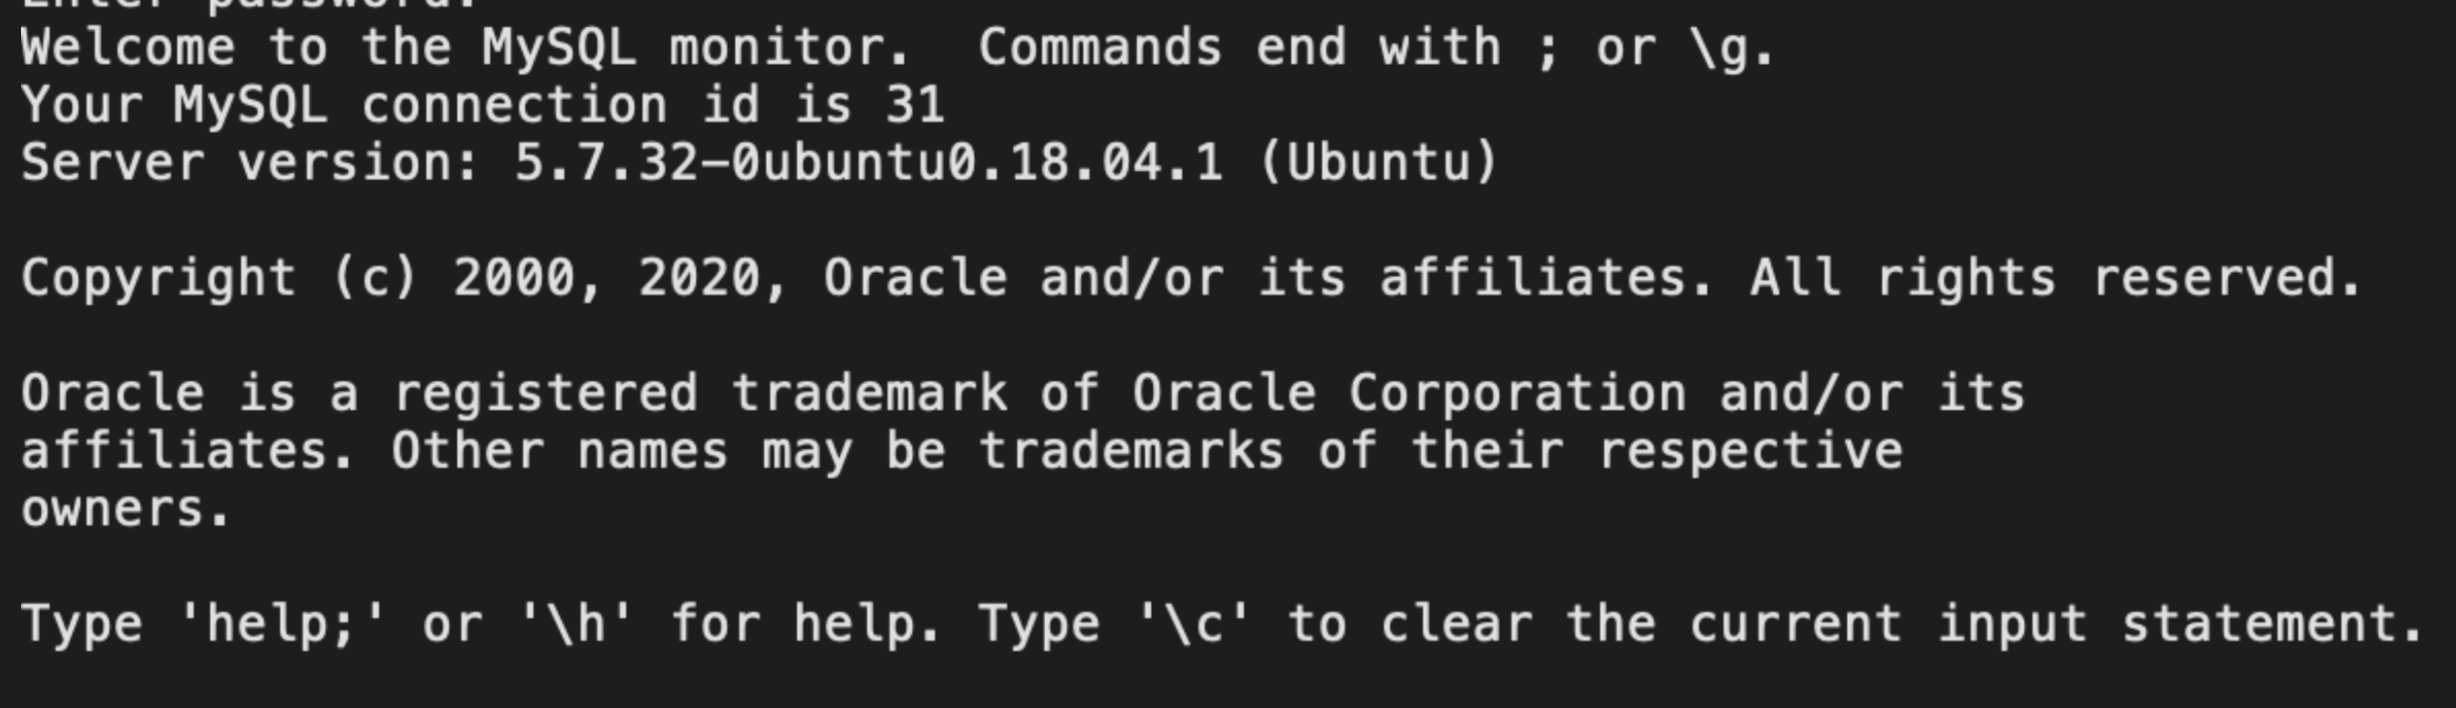 Enter password:
Welcome to the MySQL monitor.  Commands end with ; or \g.
Your MySQL connection id is 31
Server version: 5.7.32-0ubuntu0.18.04.1 (Ubuntu)
Copyright (c) 2000, 2020, Oracle and/or its affiliates. All rights reserved.
Oracle is a registered trademark of Oracle Corporation and/or its
affiliates. Other names may be trademarks of their respective
owners.
Type 'help;' or '\h' for help. Type '\c' to clear the current input statement.